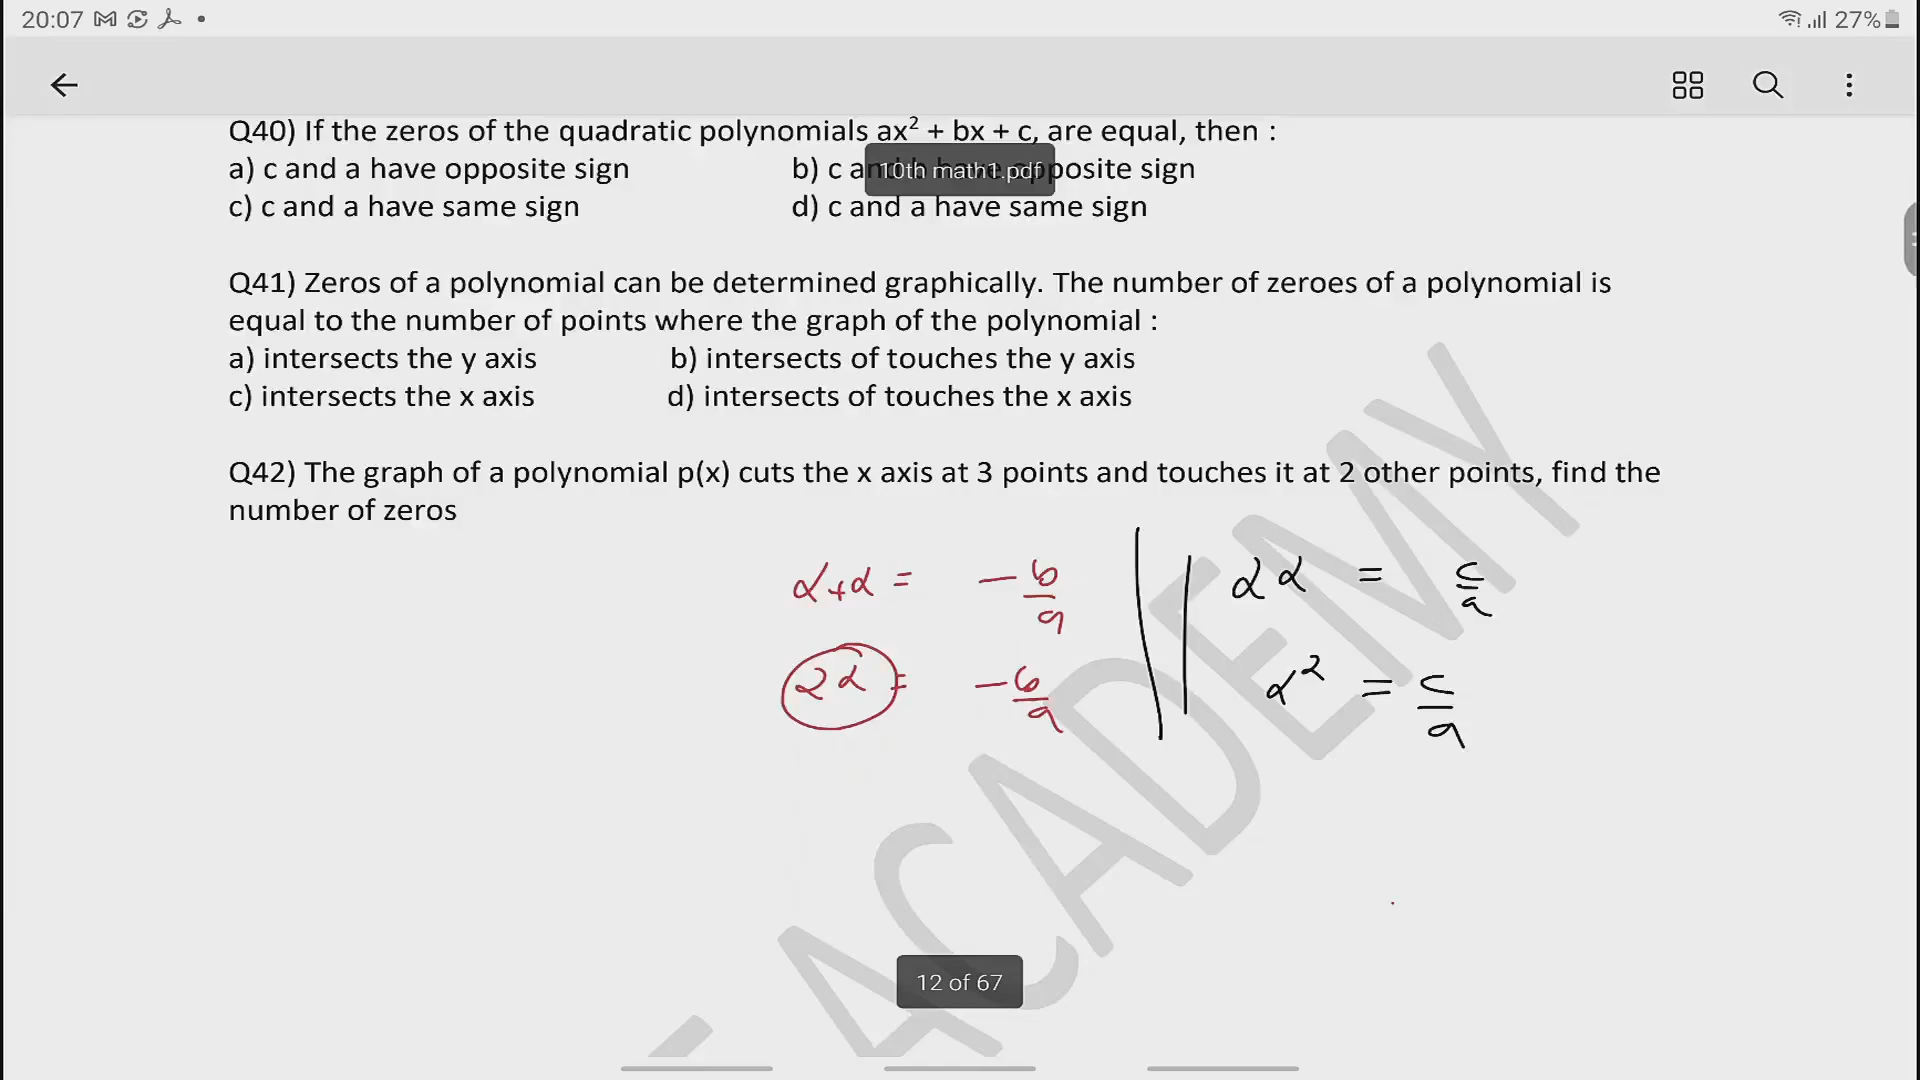 20:07
27%
Q40) If the zeros of the quadratic polynomials ax² + bx + c, are equal, then :
a) c and a have opposite sign b) c and b have opposite sign
10th math1.pdf
c) c and a have same sign d) c and a have same sign
Q41) Zeros of a polynomial can be determined graphically. The number of zeroes of a polynomial is
equal to the number of points where the graph of the polynomial :
a) intersects the y axis b) intersects of touches the y axis
c) intersects the x axis d) intersects of touches the x axis
Q42) The graph of a polynomial p(x) cuts the x axis at 3 points and touches it at 2 other points, find the
number of zeros
α+α = -b/a αα = c/a
2α = -b/a α² = c/a
ACADEMY
12 of 67